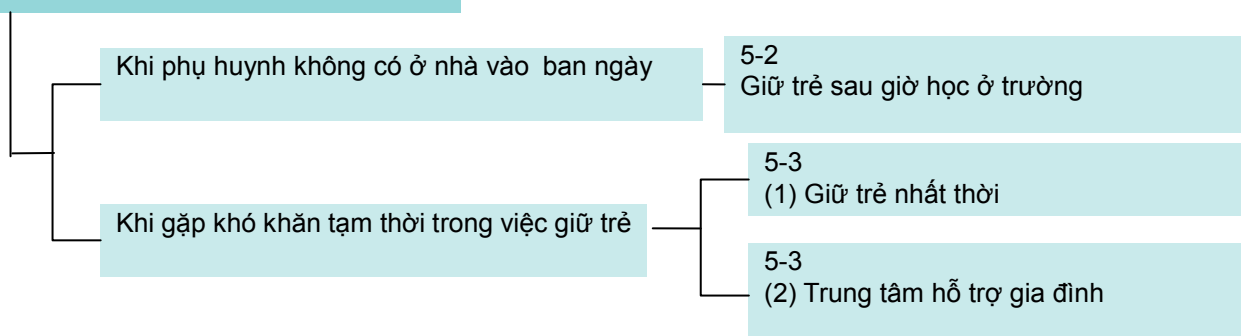 Khi phụ huynh không có ở nhà vào ban ngày
5-2
Giữ trẻ sau giờ học ở trường
Khi gặp khó khăn tạm thời trong việc giữ trẻ
5-3
(1) Giữ trẻ nhất thời
5-3
(2) Trung tâm hỗ trợ gia đình